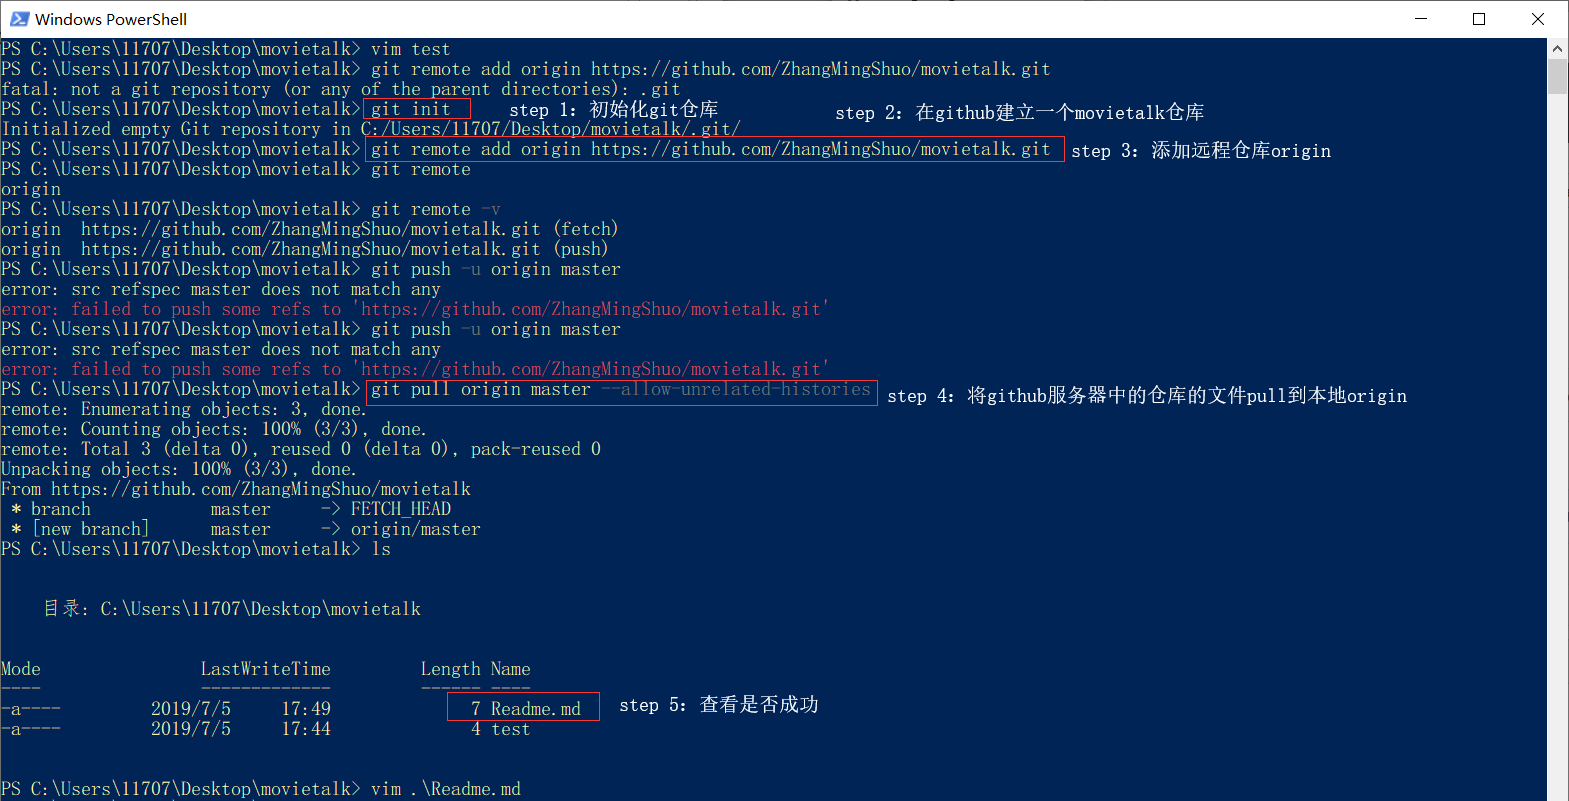 Windows PowerShell
PS C:\Users\11707\Desktop\movietalk> vim test
PS C:\Users\11707\Desktop\movietalk> git remote add origin https://github.com/ZhangMingShuo/movietalk.git
fatal: not a git repository (or any of the parent directories): .git
PS C:\Users\11707\Desktop\movietalk> git init step 1: 初始化git仓库 step 2: 在github建立一个movietalk仓库
Initialized empty Git repository in C:/Users/11707/Desktop/movietalk/.git/
PS C:\Users\11707\Desktop\movietalk> git remote add origin https://github.com/ZhangMingShuo/movietalk.git step 3: 添加远程仓库origin
PS C:\Users\11707\Desktop\movietalk> git remote
origin
PS C:\Users\11707\Desktop\movietalk> git remote -v
origin https://github.com/ZhangMingShuo/movietalk.git (fetch)
origin https://github.com/ZhangMingShuo/movietalk.git (push)
PS C:\Users\11707\Desktop\movietalk> git push -u origin master
error: src refspec master does not match any
error: failed to push some refs to 'https://github.com/ZhangMingShuo/movietalk.git'
PS C:\Users\11707\Desktop\movietalk> git push -u origin master
error: src refspec master does not match any
error: failed to push some refs to 'https://github.com/ZhangMingShuo/movietalk.git'
PS C:\Users\11707\Desktop\movietalk> git pull origin master --allow-unrelated-histories step 4: 将github服务器中的仓库的文件pull到本地origin
remote: Enumerating objects: 3, done.
remote: Counting objects: 100% (3/3), done.
remote: Total 3 (delta 0), reused 0 (delta 0), pack-reused 0
Unpacking objects: 100% (3/3), done.
From https://github.com/ZhangMingShuo/movietalk
* branch master -> FETCH_HEAD
* [new branch] master -> origin/master
PS C:\Users\11707\Desktop\movietalk> ls
目录: C:\Users\11707\Desktop\movietalk
Mode LastWriteTime Length Name
---- ------------- ------ ----
-a---- 2019/7/5 17:49 7 Readme.md step 5: 查看是否成功
-a---- 2019/7/5 17:44 4 test
PS C:\Users\11707\Desktop\movietalk> vim .\Readme.md